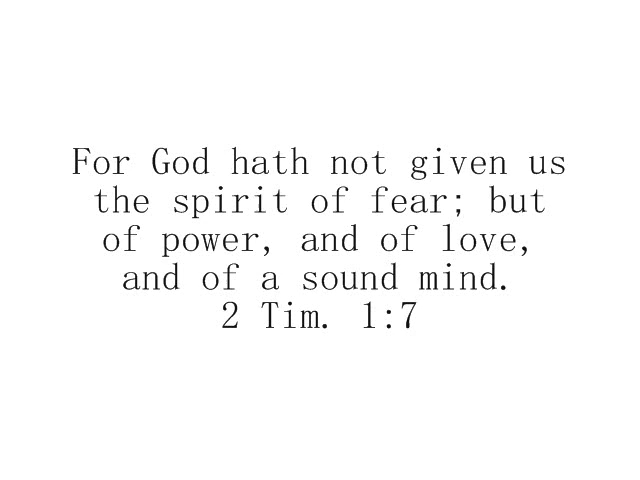 For God hath not given us
the spirit of fear; but
of power, and of love,
and of a sound mind.
2 Tim. 1:7